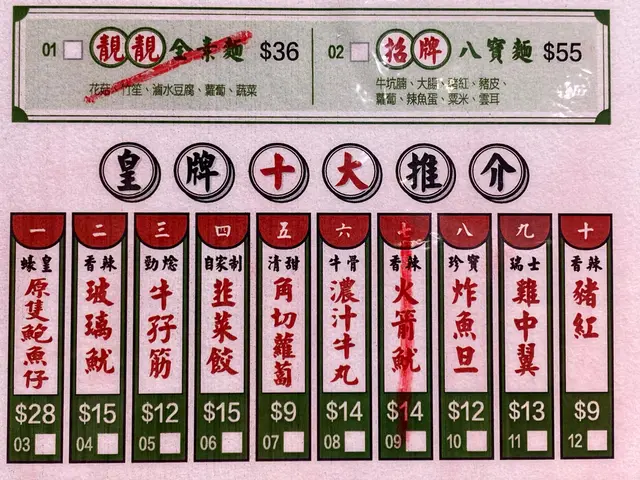 01 靚靚全素麵 $36
花菇、竹笙、滷水豆腐、蘿蔔、蔬菜
02 招牌八寶麵 $55
牛坑腩、大腸、豬紅、豬皮、
蘿蔔、辣魚蛋、粟米、雲耳
皇牌十大推介
一
蠔皇
原隻鮑魚仔
$28
03
二
香辣
玻璃魷
$15
04
三
勁焾
牛孖筋
$12
05
四
自家制
韮菜餃
$15
06
五
清甜
角切蘿蔔
$9
07
六
牛骨
濃汁牛丸
$14
08
七
香辣
火箭魷
$14
09
八
珍寶
炸魚旦
$12
10
九
瑞士
雞中翼
$13
11
十
香辣
豬紅
$9
12